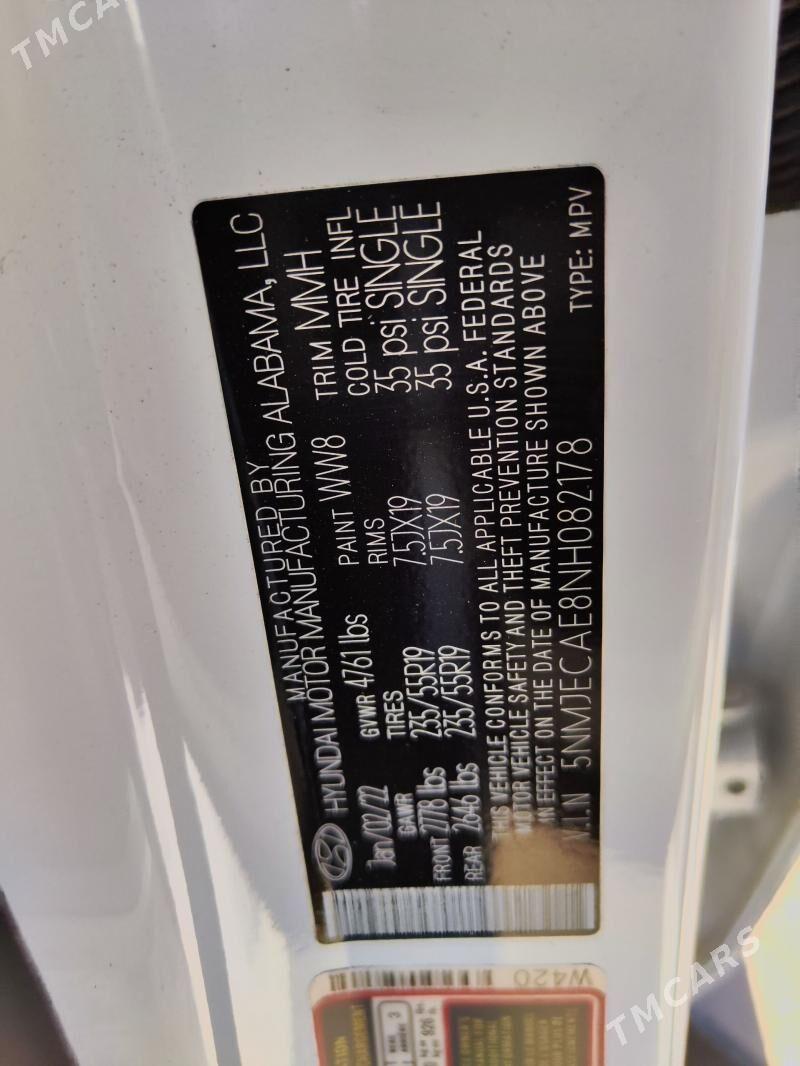 TMCARS
MANUFACTURED BY
HYUNDAI MOTOR MANUFACTURING ALABAMA, LLC
Jan/02/22 GVWR 4761 lbs PAINT WW8 TRIM MMH
GAWR TIRES RIMS COLD TIRE INFL
FRONT 2778 lbs 235/55R19 7.5JX19 35 psi SINGLE
REAR 2646 lbs 235/55R19 7.5JX19 35 psi SINGLE
THIS VEHICLE CONFORMS TO ALL APPLICABLE U.S.A. FEDERAL
MOTOR VEHICLE SAFETY AND THEFT PREVENTION STANDARDS
IN EFFECT ON THE DATE OF MANUFACTURE SHOWN ABOVE
V.I.N 5NMJECAE8NH082178 TYPE: MPV
W420
3
926
TMCARS